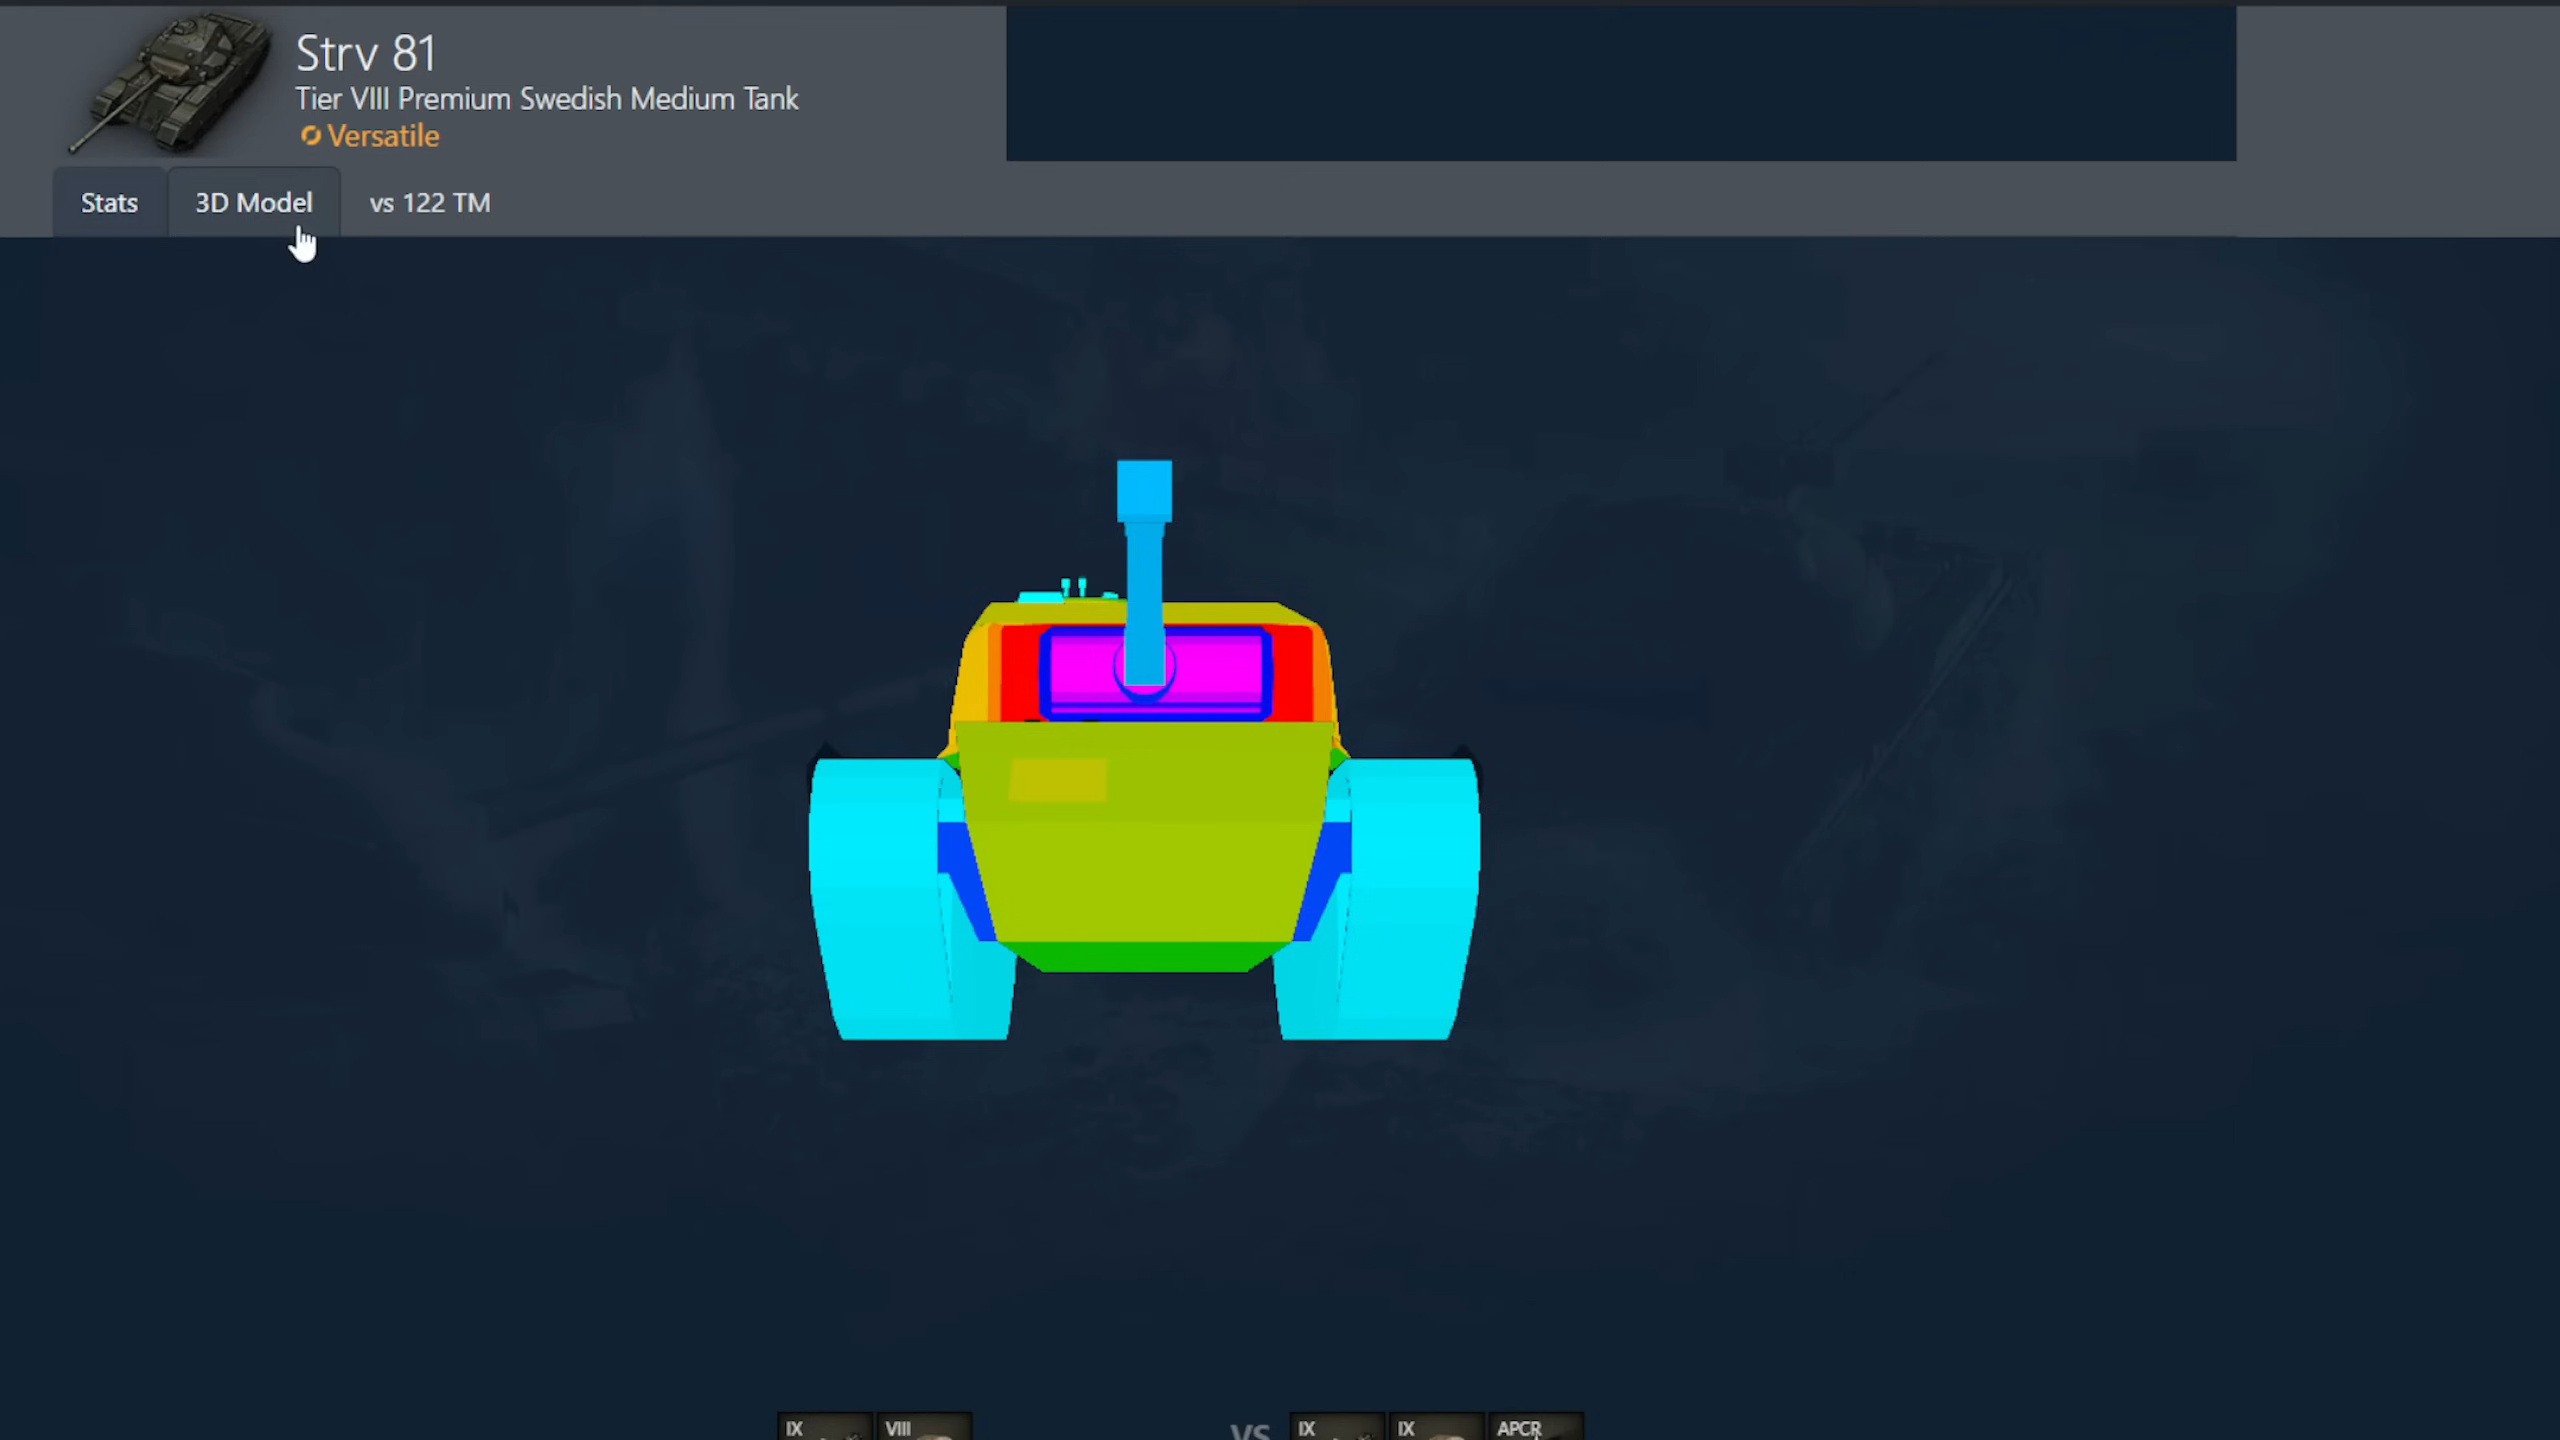 Strv 81
Tier VIII Premium Swedish Medium Tank
Versatile
Stats 3D Model vs 122 TM
IX VIII VS IX IX APCR